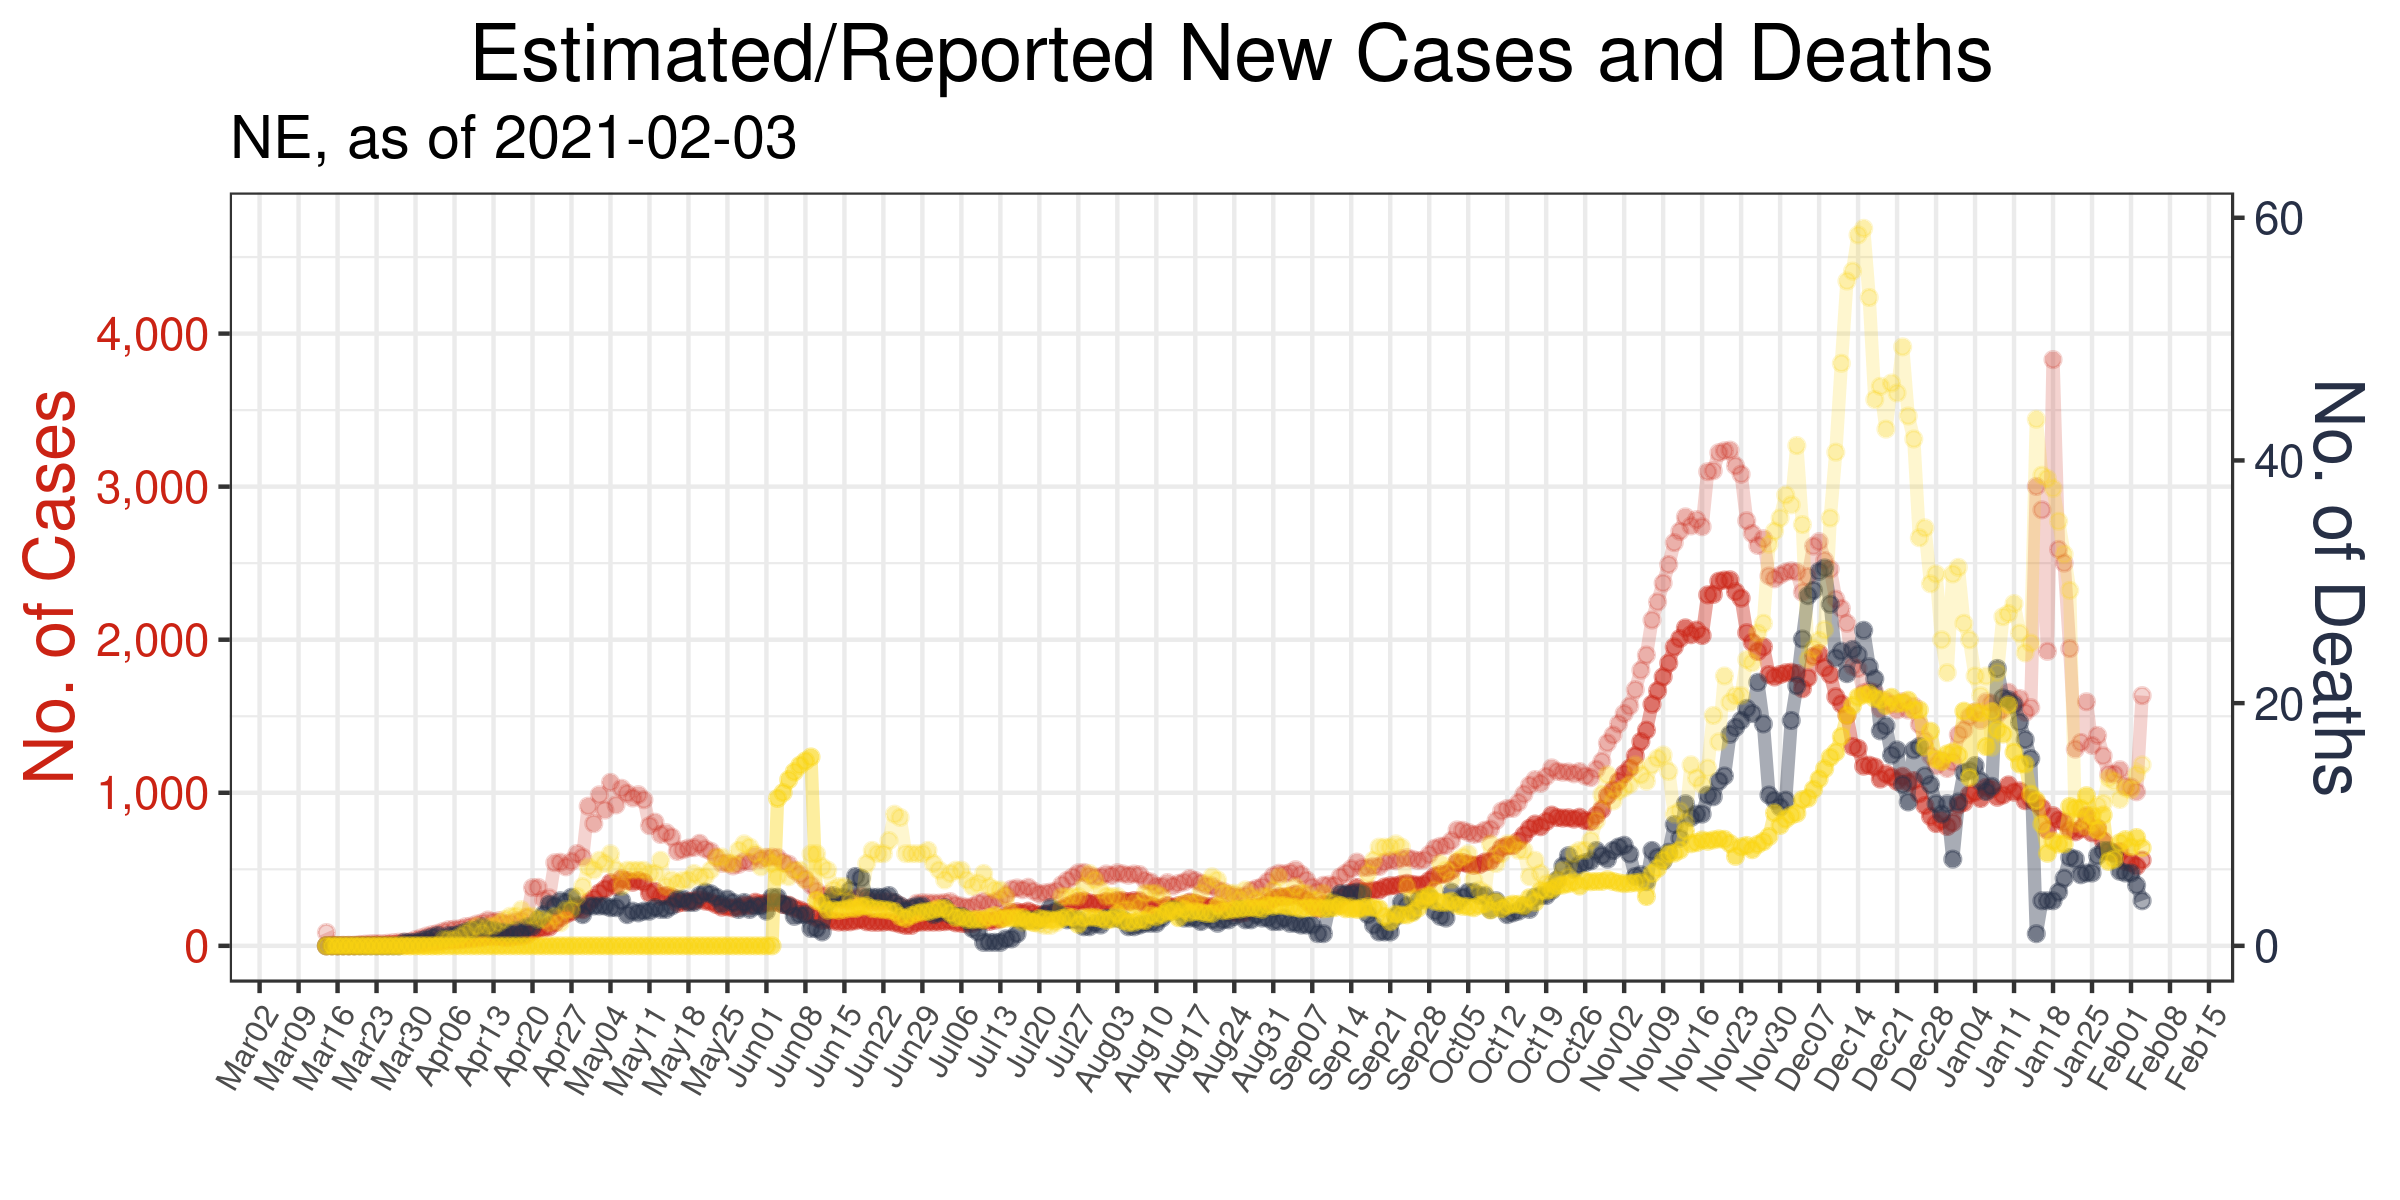 Estimated/Reported New Cases and Deaths
NE, as of 2021-02-03
No. of Cases
4,000
3,000
2,000
1,000
0
60
40
20
0
No. of Deaths
Mar02
Mar09
Mar16
Mar23
Mar30
Apr06
Apr13
Apr20
Apr27
May04
May11
May18
May25
Jun01
Jun08
Jun15
Jun22
Jun29
Jul06
Jul13
Jul20
Jul27
Aug03
Aug10
Aug17
Aug24
Aug31
Sep07
Sep14
Sep21
Sep28
Oct05
Oct12
Oct19
Oct26
Nov02
Nov09
Nov16
Nov23
Nov30
Dec07
Dec14
Dec21
Dec28
Jan04
Jan11
Jan18
Jan25
Feb01
Feb08
Feb15